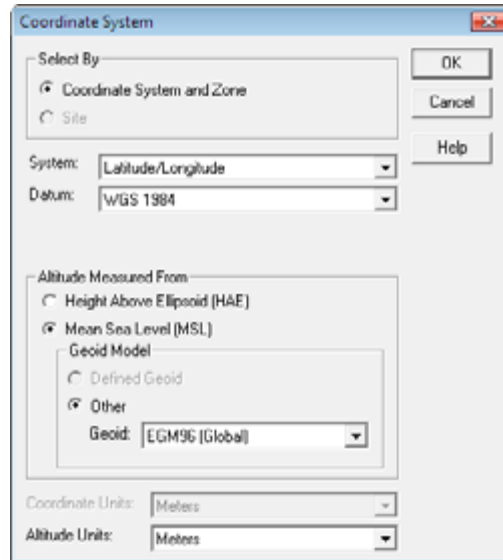 Coordinate System
Select By
Coordinate System and Zone
Site
OK
Cancel
Help
System: Latitude/Longitude
Datum: WGS 1984
Altitude Measured From
Height Above Ellipsoid (HAE)
Mean Sea Level (MSL)
Geoid Model
Defined Geoid
Other
Geoid: EGM96 (Global)
Coordinate Units: Meters
Altitude Units: Meters